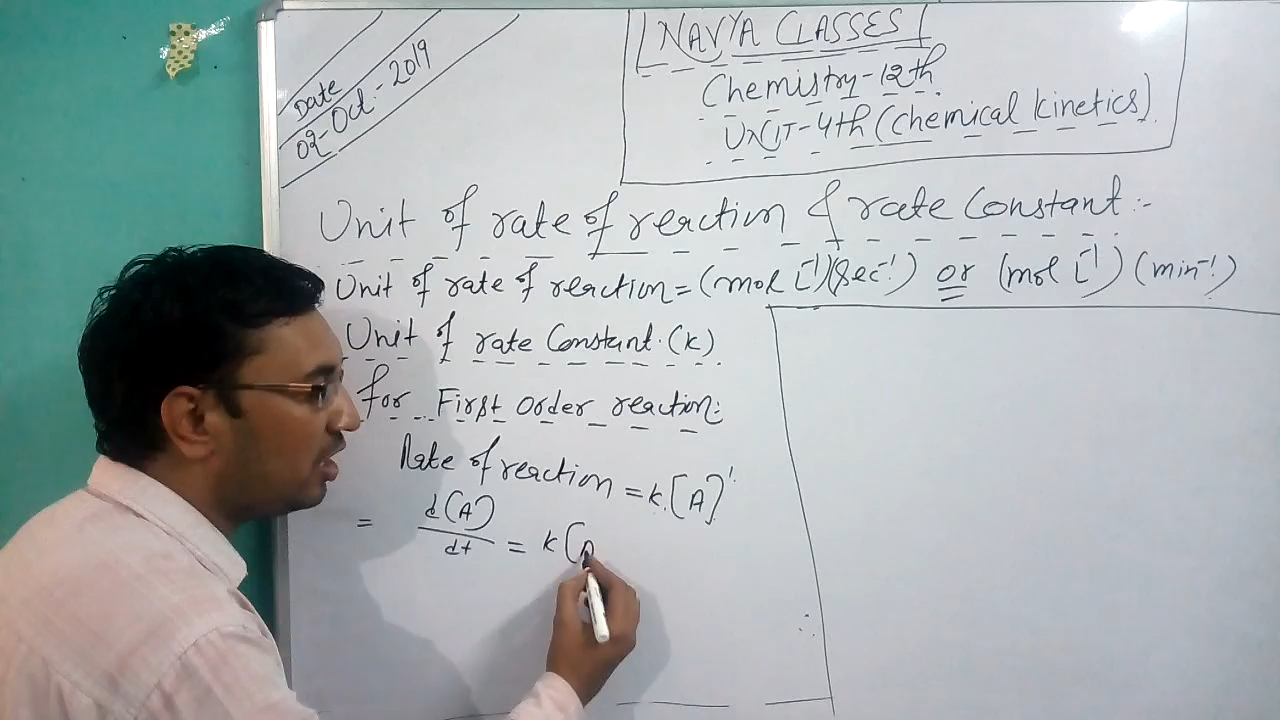 Date
02-Oct:-2019
NAVYA CLASSES
Chemistry-12th
UNIT-4th (Chemical kinetics)
Unit of rate of reaction & rate Constant:-
Unit of rate of reaction = (mol L⁻¹)(sec⁻¹) or (mol L⁻¹) (min⁻¹)
Unit of rate Constant (k)
for First Order reaction:
Rate of reaction = k[A]¹
= d(A)/dt = k(A